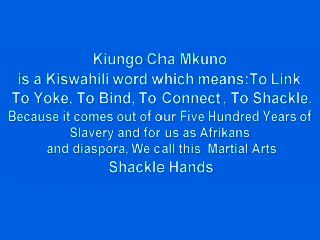 Kiungo Cha Mkuno
is a Kiswahili word which means:To Link
To Yoke, To Bind, To Connect, To Shackle.
Because it comes out of our Five Hundred Years of
Slavery and for us as Afrikans
and diaspora, We call this Martial Arts
Shackle Hands